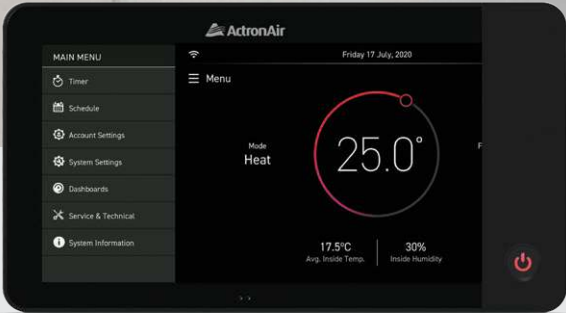 ActronAir
MAIN MENU
Timer
Schedule
Account Settings
System Settings
Dashboards
Service & Technical
System Information
Friday 17 July, 2020
Menu
Mode
Heat
25.0°
F
17.5°C
Avg. Inside Temp.
30%
Inside Humidity